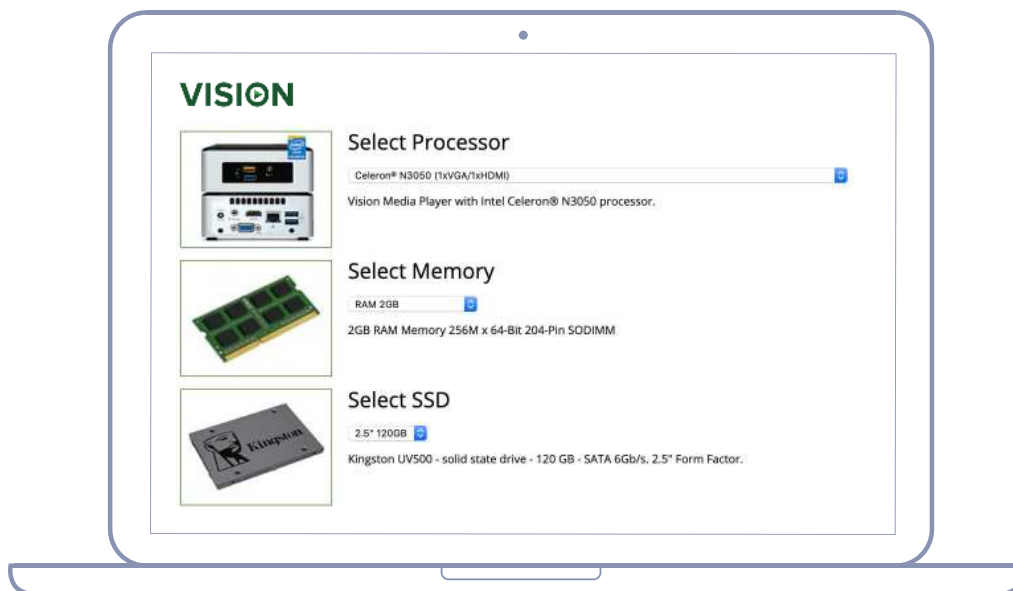 VISION
Select Processor
Celeron® N3050 (1xVGA/1xHDMI)
Vision Media Player with Intel Celeron® N3050 processor.
Select Memory
RAM 2GB
2GB RAM Memory 256M x 64-Bit 204-Pin SODIMM
Select SSD
2.5" 120GB
Kingston
Kingston UV500 - solid state drive - 120 GB - SATA 6Gb/s. 2.5" Form Factor.